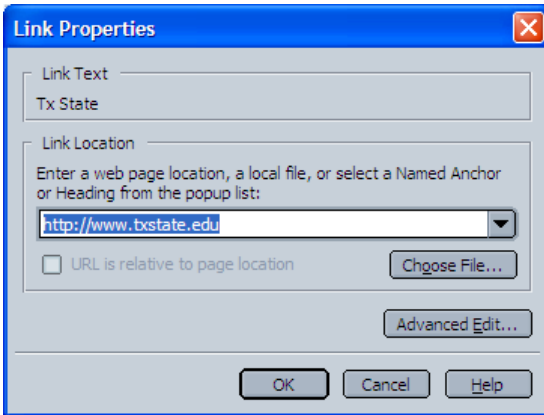 Link Properties
Link Text
Tx State
Link Location
Enter a web page location, a local file, or select a Named Anchor
or Heading from the popup list:
http://www.txstate.edu
URL is relative to page location
Choose File...
Advanced Edit...
OK Cancel Help